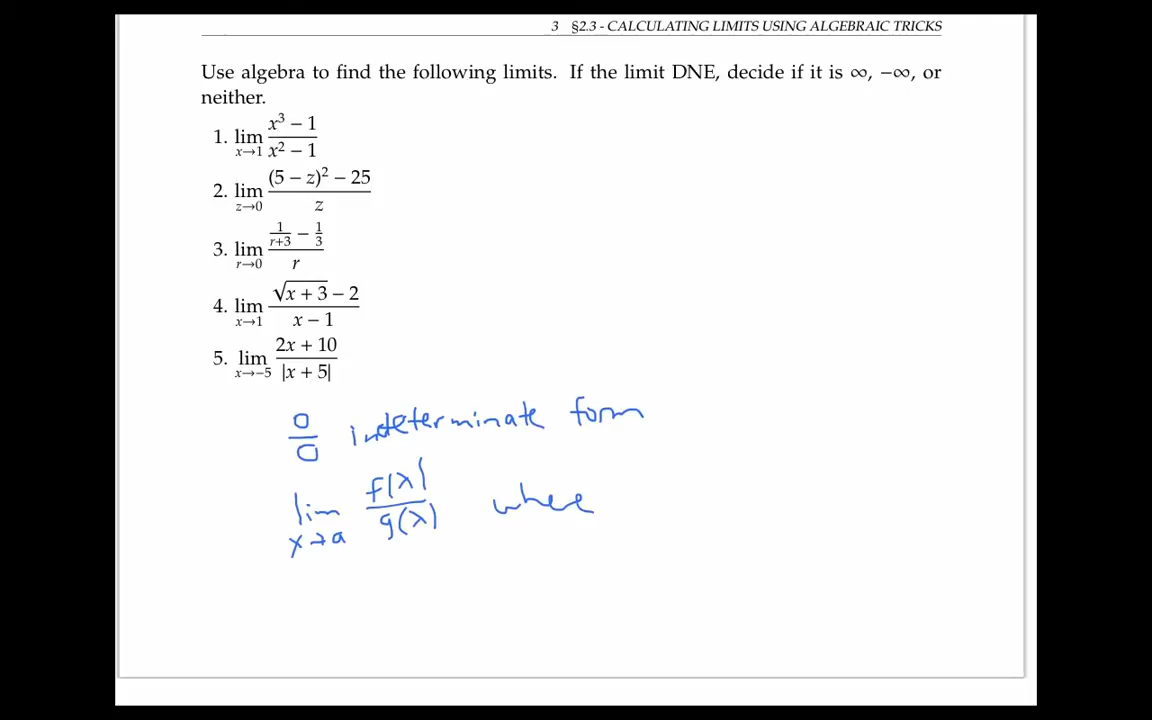 3 §2.3 - CALCULATING LIMITS USING ALGEBRAIC TRICKS
Use algebra to find the following limits. If the limit DNE, decide if it is ∞, −∞, or
neither.
1. lim x→1 (x³ − 1)/(x² − 1)
2. lim z→0 ((5 − z)² − 25)/z
3. lim r→0 (1/(r+3) − 1/3)/r
4. lim x→1 (√(x + 3) − 2)/(x − 1)
5. lim x→−5 (2x + 10)/|x + 5|
0/0 indeterminate form
lim x→a f(x)/g(x) where